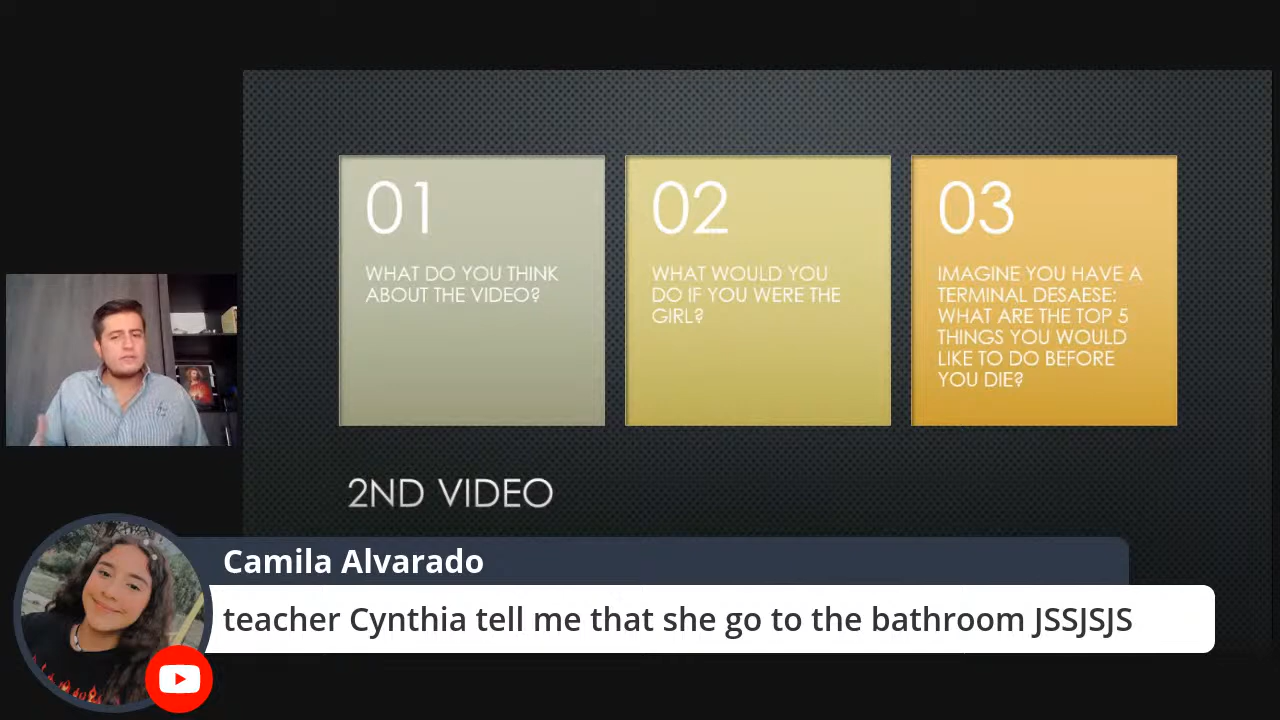 01
WHAT DO YOU THINK
ABOUT THE VIDEO?
02
WHAT WOULD YOU
DO IF YOU WERE THE
GIRL?
03
IMAGINE YOU HAVE A
TERMINAL DESAESE:
WHAT ARE THE TOP 5
THINGS YOU WOULD
LIKE TO DO BEFORE
YOU DIE?
2ND VIDEO
Camila Alvarado
teacher Cynthia tell me that she go to the bathroom JSSJSJS